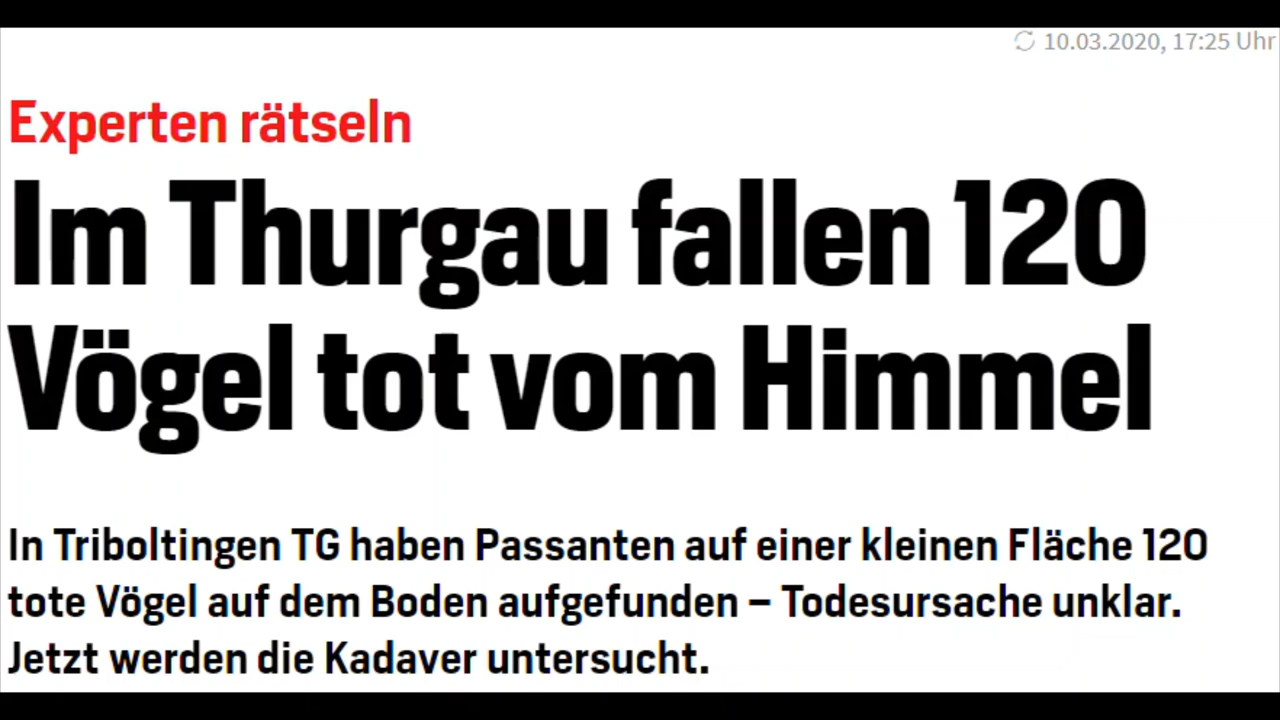 10.03.2020, 17:25 Uhr
Experten rätseln
Im Thurgau fallen 120
Vögel tot vom Himmel
In Triboltingen TG haben Passanten auf einer kleinen Fläche 120
tote Vögel auf dem Boden aufgefunden – Todesursache unklar.
Jetzt werden die Kadaver untersucht.